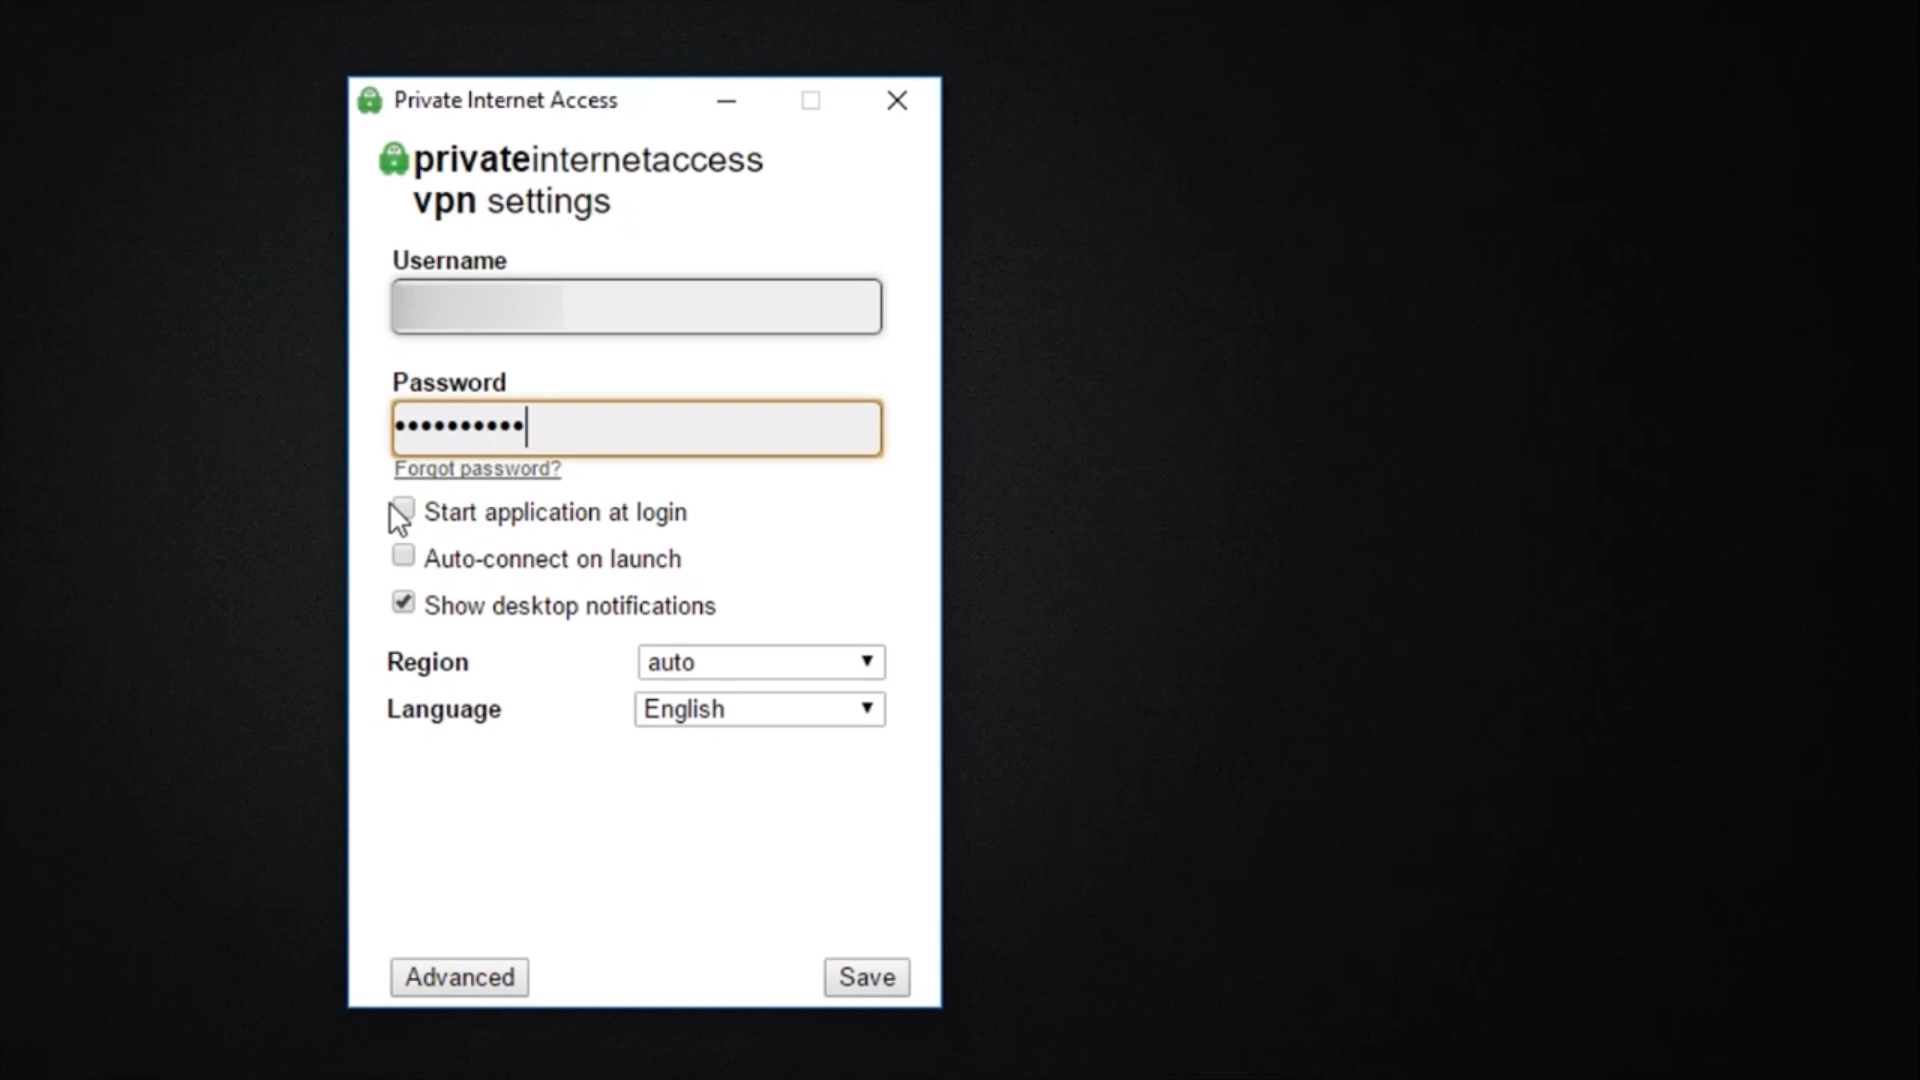 Private Internet Access
privateinternetaccess
vpn settings
Username
Password
••••••••••
Forgot password?
Start application at login
Auto-connect on launch
Show desktop notifications
Region auto
Language English
Advanced Save